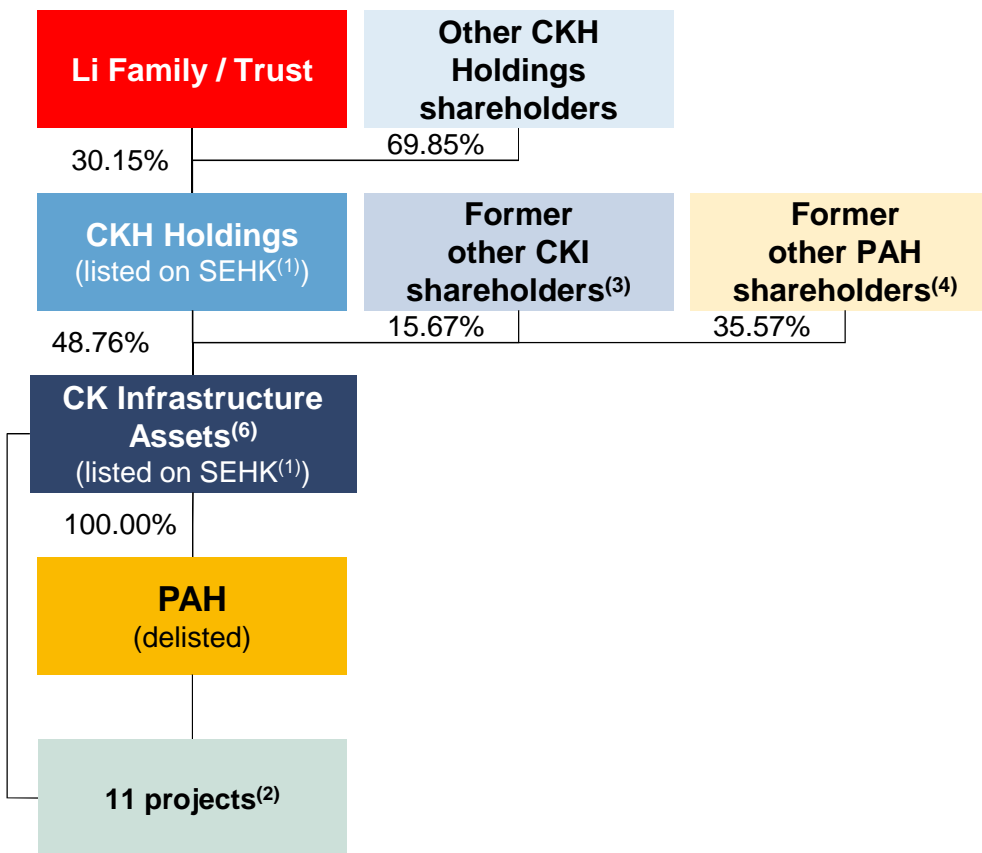 Li Family / Trust
Other CKH
Holdings
shareholders
30.15%
69.85%
CKH Holdings
(listed on SEHK(1))
Former
other CKI
shareholders(3)
Former
other PAH
shareholders(4)
48.76%
15.67%
35.57%
CK Infrastructure
Assets(6)
(listed on SEHK(1))
100.00%
PAH
(delisted)
11 projects(2)